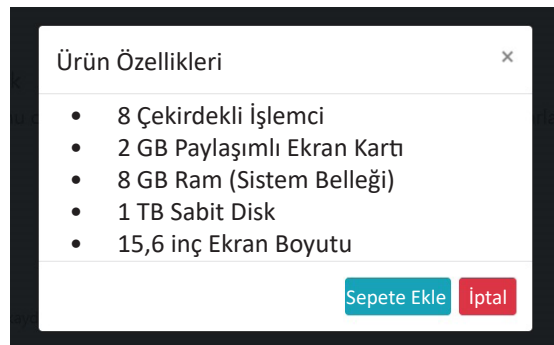 Ürün Özellikleri ×
• 8 Çekirdekli İşlemci
• 2 GB Paylaşımlı Ekran Kartı
• 8 GB Ram (Sistem Belleği)
• 1 TB Sabit Disk
• 15,6 inç Ekran Boyutu
Sepete Ekle İptal